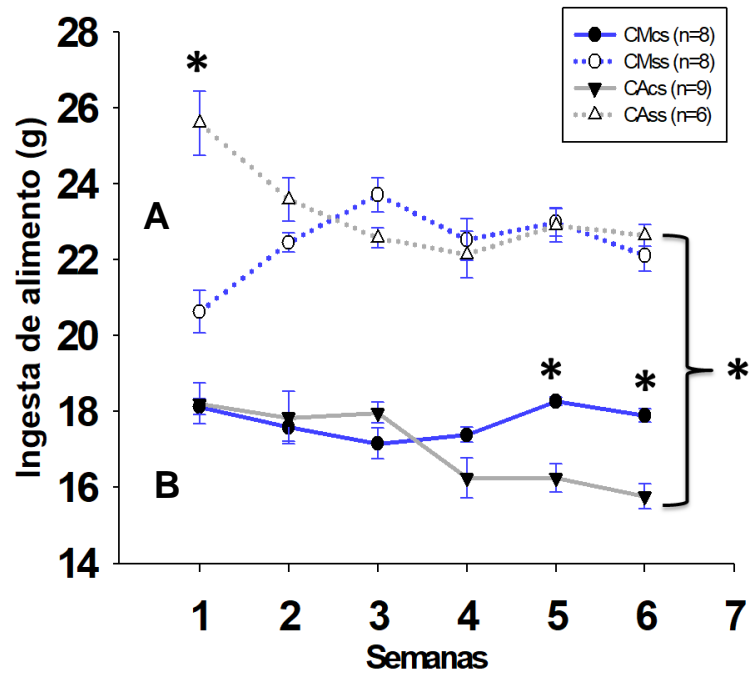 28
26
24
22
20
18
16
14
Ingesta de alimento (g)
CMcs (n=8)
CMss (n=8)
CAcs (n=9)
CAss (n=6)
*
A
B
*
*
*
1 2 3 4 5 6 7
Semanas